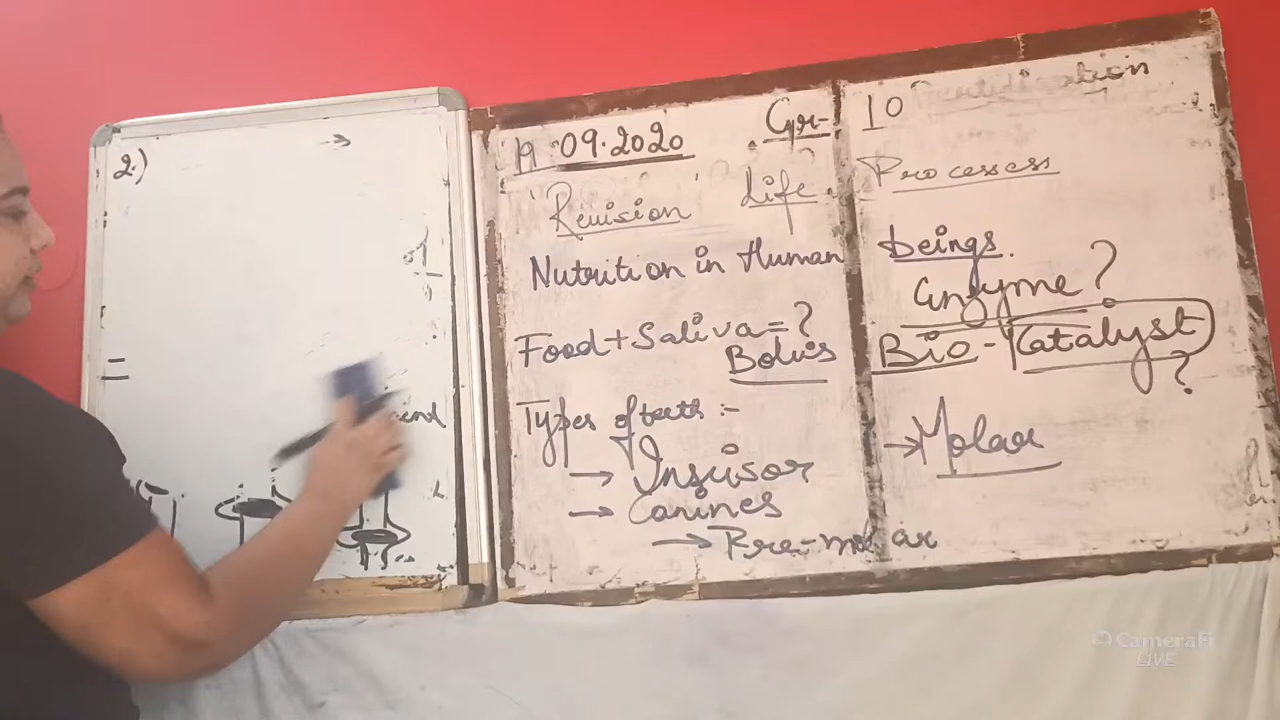 2.)
19.09.2020 Gr- 10
Revision Life Processess
Nutrition in Human beings.
Enzyme?
Food+Saliva=?
Bolus Bio-Katalyst
?
Types of teeth :-
→ Insisor → Molar
→ Canines
→ Pre-molar
CameraFi
LIVE